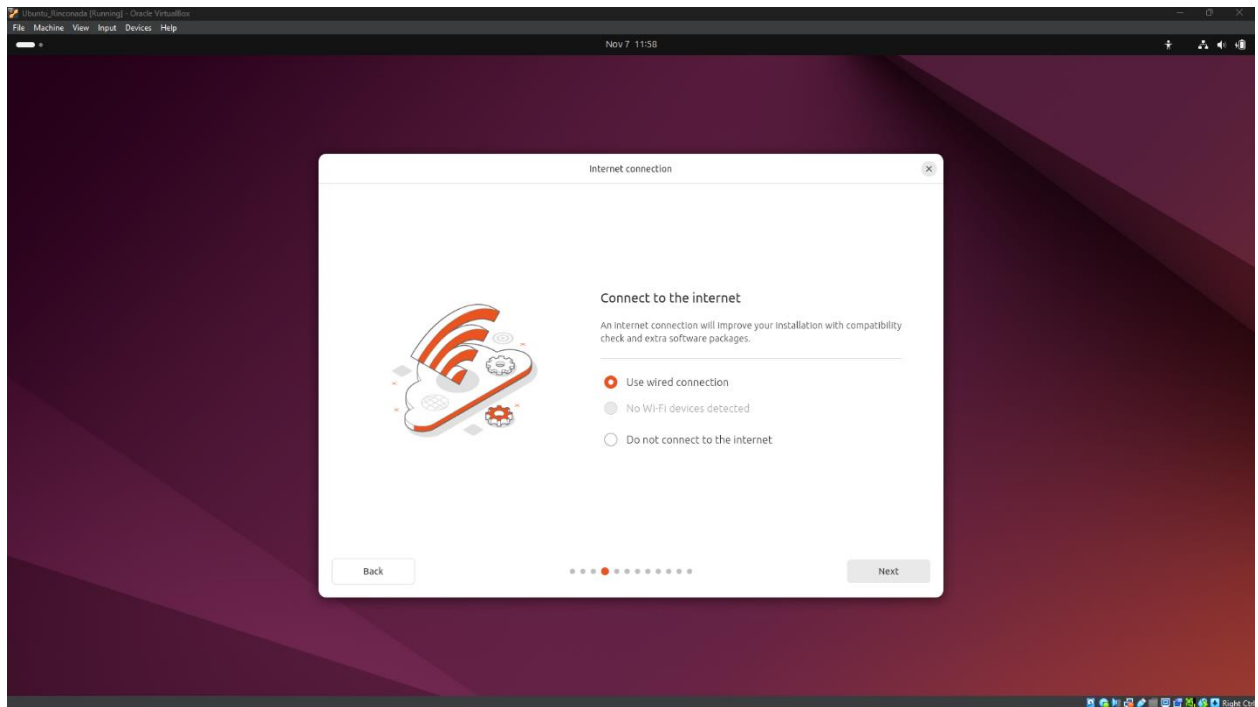 Ubuntu_Rinconada [Running] - Oracle VirtualBox
File Machine View Input Devices Help
Nov 7 11:58
Internet connection
Connect to the internet
An internet connection will improve your installation with compatibility
check and extra software packages.
Use wired connection
No Wi-Fi devices detected
Do not connect to the internet
Back
Next
Right Ctrl